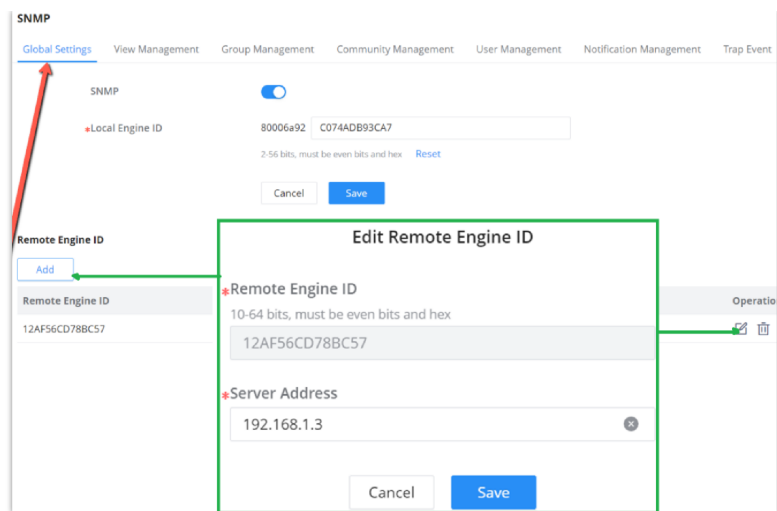 SNMP
Global Settings View Management Group Management Community Management User Management Notification Management Trap Event
SNMP
*Local Engine ID 80006a92 C074ADB93CA7
2-56 bits, must be even bits and hex Reset
Cancel Save
Remote Engine ID
Add
Remote Engine ID Operatio
12AF56CD78BC57
Edit Remote Engine ID
*Remote Engine ID
10-64 bits, must be even bits and hex
12AF56CD78BC57
*Server Address
192.168.1.3
Cancel Save